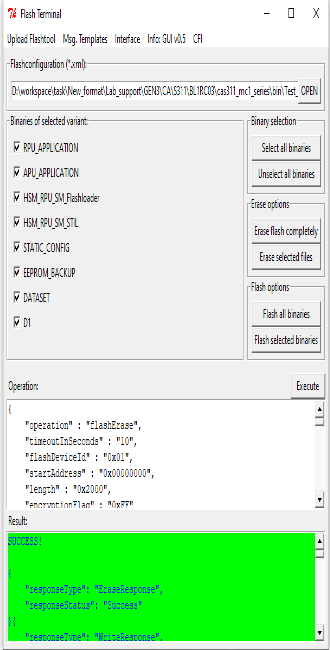 Flash Terminal
Upload Flashtool Msg. Templates Interface Info: GUI v0.5 CFI
Flashconfiguration (*.xml):
D:\workspace\task\New_format\Lab_support\GEN3\CA\S311\BL1RC03\cas311_mc1_series\bin\Test_ OPEN
Binaries of selected variant:
RPU_APPLICATION
APU_APPLICATION
HSM_RPU_SM_Flashloader
HSM_RPU_SM_STIL
STATIC_CONFIG
EEPROM_BACKUP
DATASET
D1
Binary selection
Select all binaries
Unselect all binaries
Erase options
Erase flash completely
Erase selected files
Flash options
Flash all binaries
Flash selected binaries
Operation: Execute
{
"operation" : "flashErase",
"timeoutInSeconds" : "10",
"flashDeviceId" : "0x01",
"startAddress" : "0x00000000",
"length" : "0x2000",
"encryptionFlag" : "0xFF"
Result:
SUCCESS!
{
"responseType": "EraseResponse",
"responseStatus": "Success"
}{
"responseType": "WriteResponse",